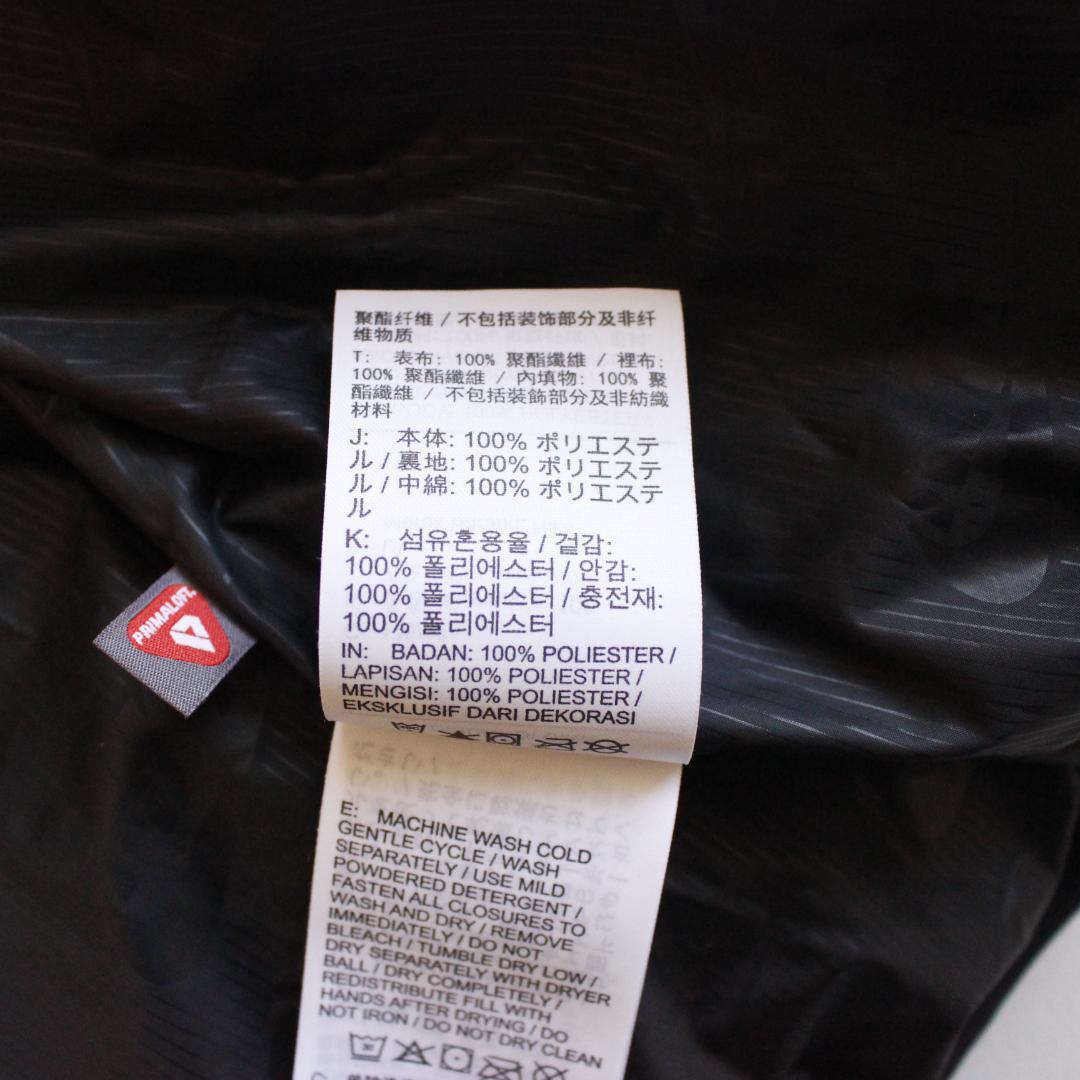 聚酯纤维 / 不包括装饰部分及非纤
维物质
T: 表布: 100% 聚酯纖維 / 裡布:
100% 聚酯纖維 / 內填物: 100% 聚
酯纖維 / 不包括裝飾部分及非紡織
材料
J: 本体: 100% ポリエステ
ル / 裏地: 100% ポリエステ
ル / 中綿: 100% ポリエステ
ル
K: 섬유혼용율 / 겉감:
100% 폴리에스터 / 안감:
100% 폴리에스터 / 충전재:
100% 폴리에스터
IN: BADAN: 100% POLIESTER /
LAPISAN: 100% POLIESTER /
MENGISI: 100% POLIESTER /
EKSKLUSIF DARI DEKORASI
PRIMALOFT
E: MACHINE WASH COLD
GENTLE CYCLE / WASH
SEPARATELY / USE MILD
POWDERED DETERGENT /
FASTEN ALL CLOSURES TO
WASH AND DRY / REMOVE
IMMEDIATELY / DO NOT
BLEACH / TUMBLE DRY LOW /
DRY SEPARATELY WITH DRYER
BALL / DRY COMPLETELY /
REDISTRIBUTE FILL WITH
HANDS AFTER DRYING / DO
NOT IRON / DO NOT DRY CLEAN